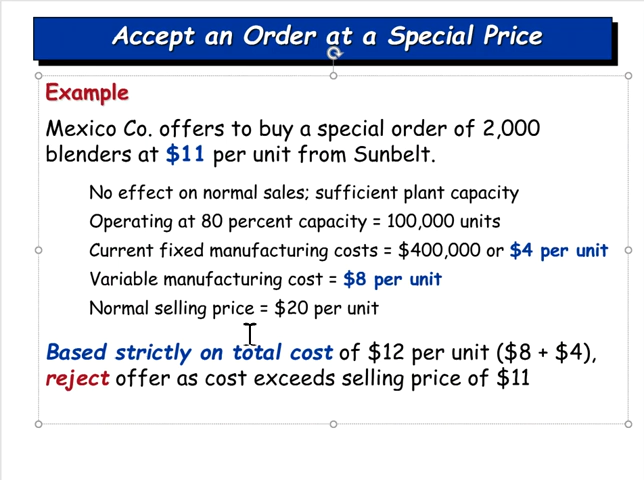 Accept an Order at a Special Price
Example
Mexico Co. offers to buy a special order of 2,000
blenders at $11 per unit from Sunbelt.
No effect on normal sales; sufficient plant capacity
Operating at 80 percent capacity = 100,000 units
Current fixed manufacturing costs = $400,000 or $4 per unit
Variable manufacturing cost = $8 per unit
Normal selling price = $20 per unit
Based strictly on total cost of $12 per unit ($8 + $4),
reject offer as cost exceeds selling price of $11